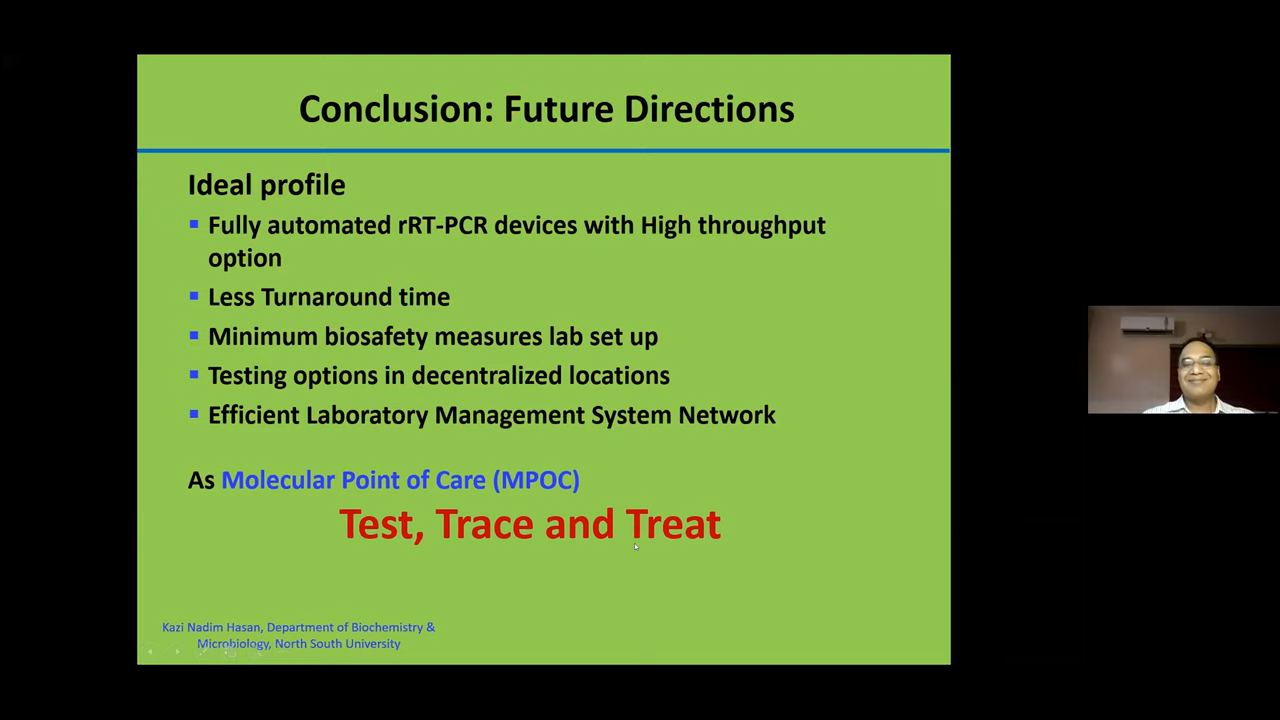 Conclusion: Future Directions
Ideal profile
Fully automated rRT-PCR devices with High throughput
option
Less Turnaround time
Minimum biosafety measures lab set up
Testing options in decentralized locations
Efficient Laboratory Management System Network
As Molecular Point of Care (MPOC)
Test, Trace and Treat
Kazi Nadim Hasan, Department of Biochemistry &
Microbiology, North South University